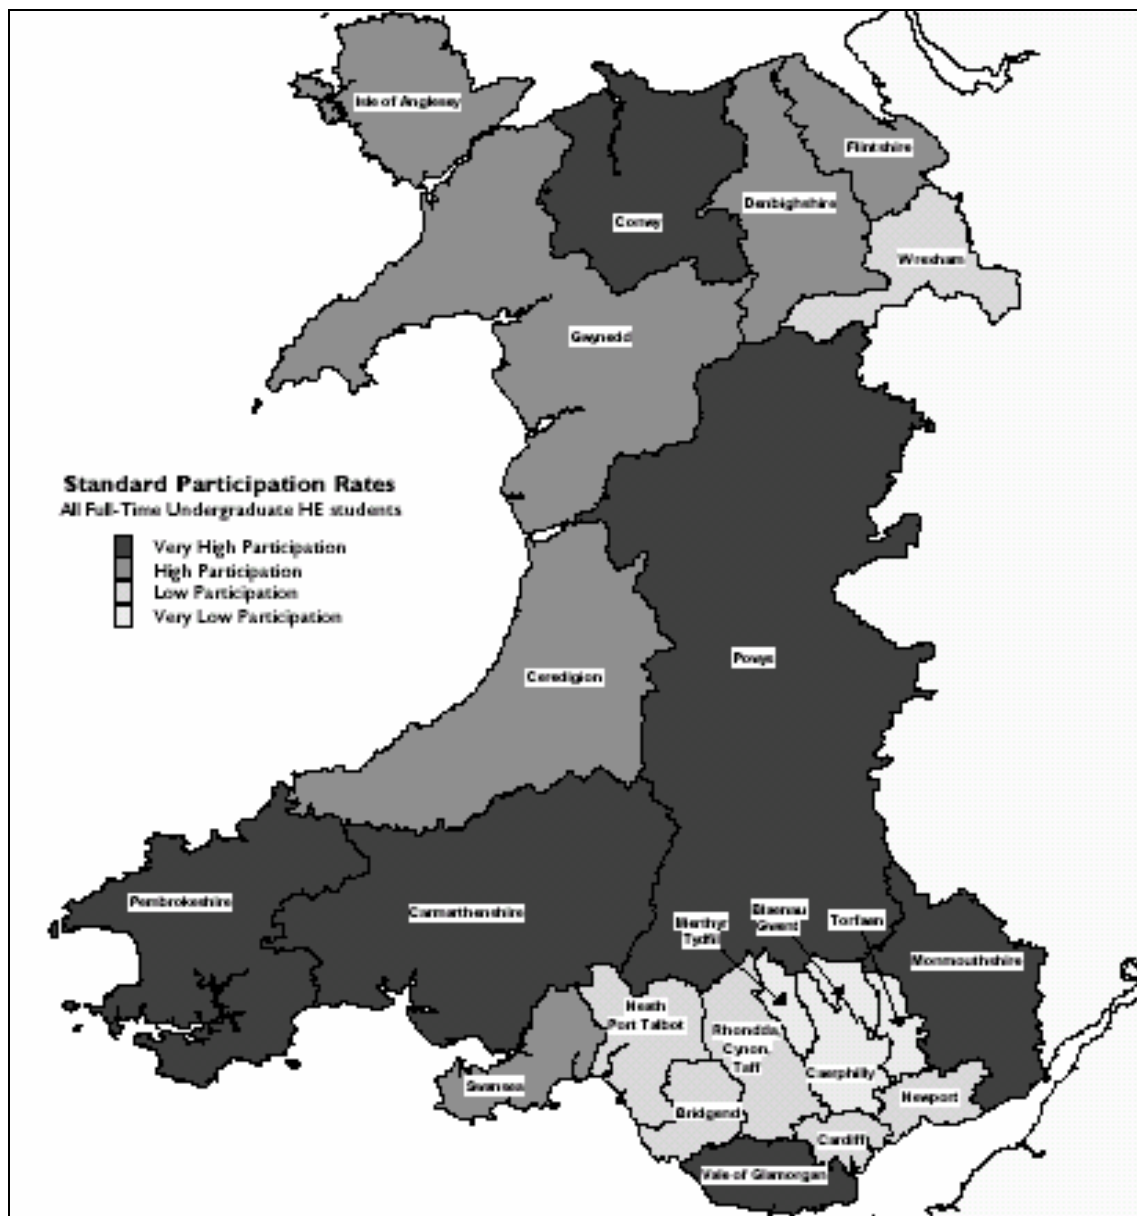 Isle of Anglesey
Flintshire
Denbighshire
Conwy
Wrexham
Gwynedd
Standard Participation Rates
All Full-Time Undergraduate HE students
Very High Participation
High Participation
Low Participation
Very Low Participation
Powys
Ceredigion
Pembrokeshire
Carmarthenshire
Merthyr
Tydfil
Blaenau
Gwent
Torfaen
Monmouthshire
Neath
Port Talbot
Rhondda,
Cynon,
Taff
Caerphilly
Swansea
Newport
Bridgend
Cardiff
Vale of Glamorgan